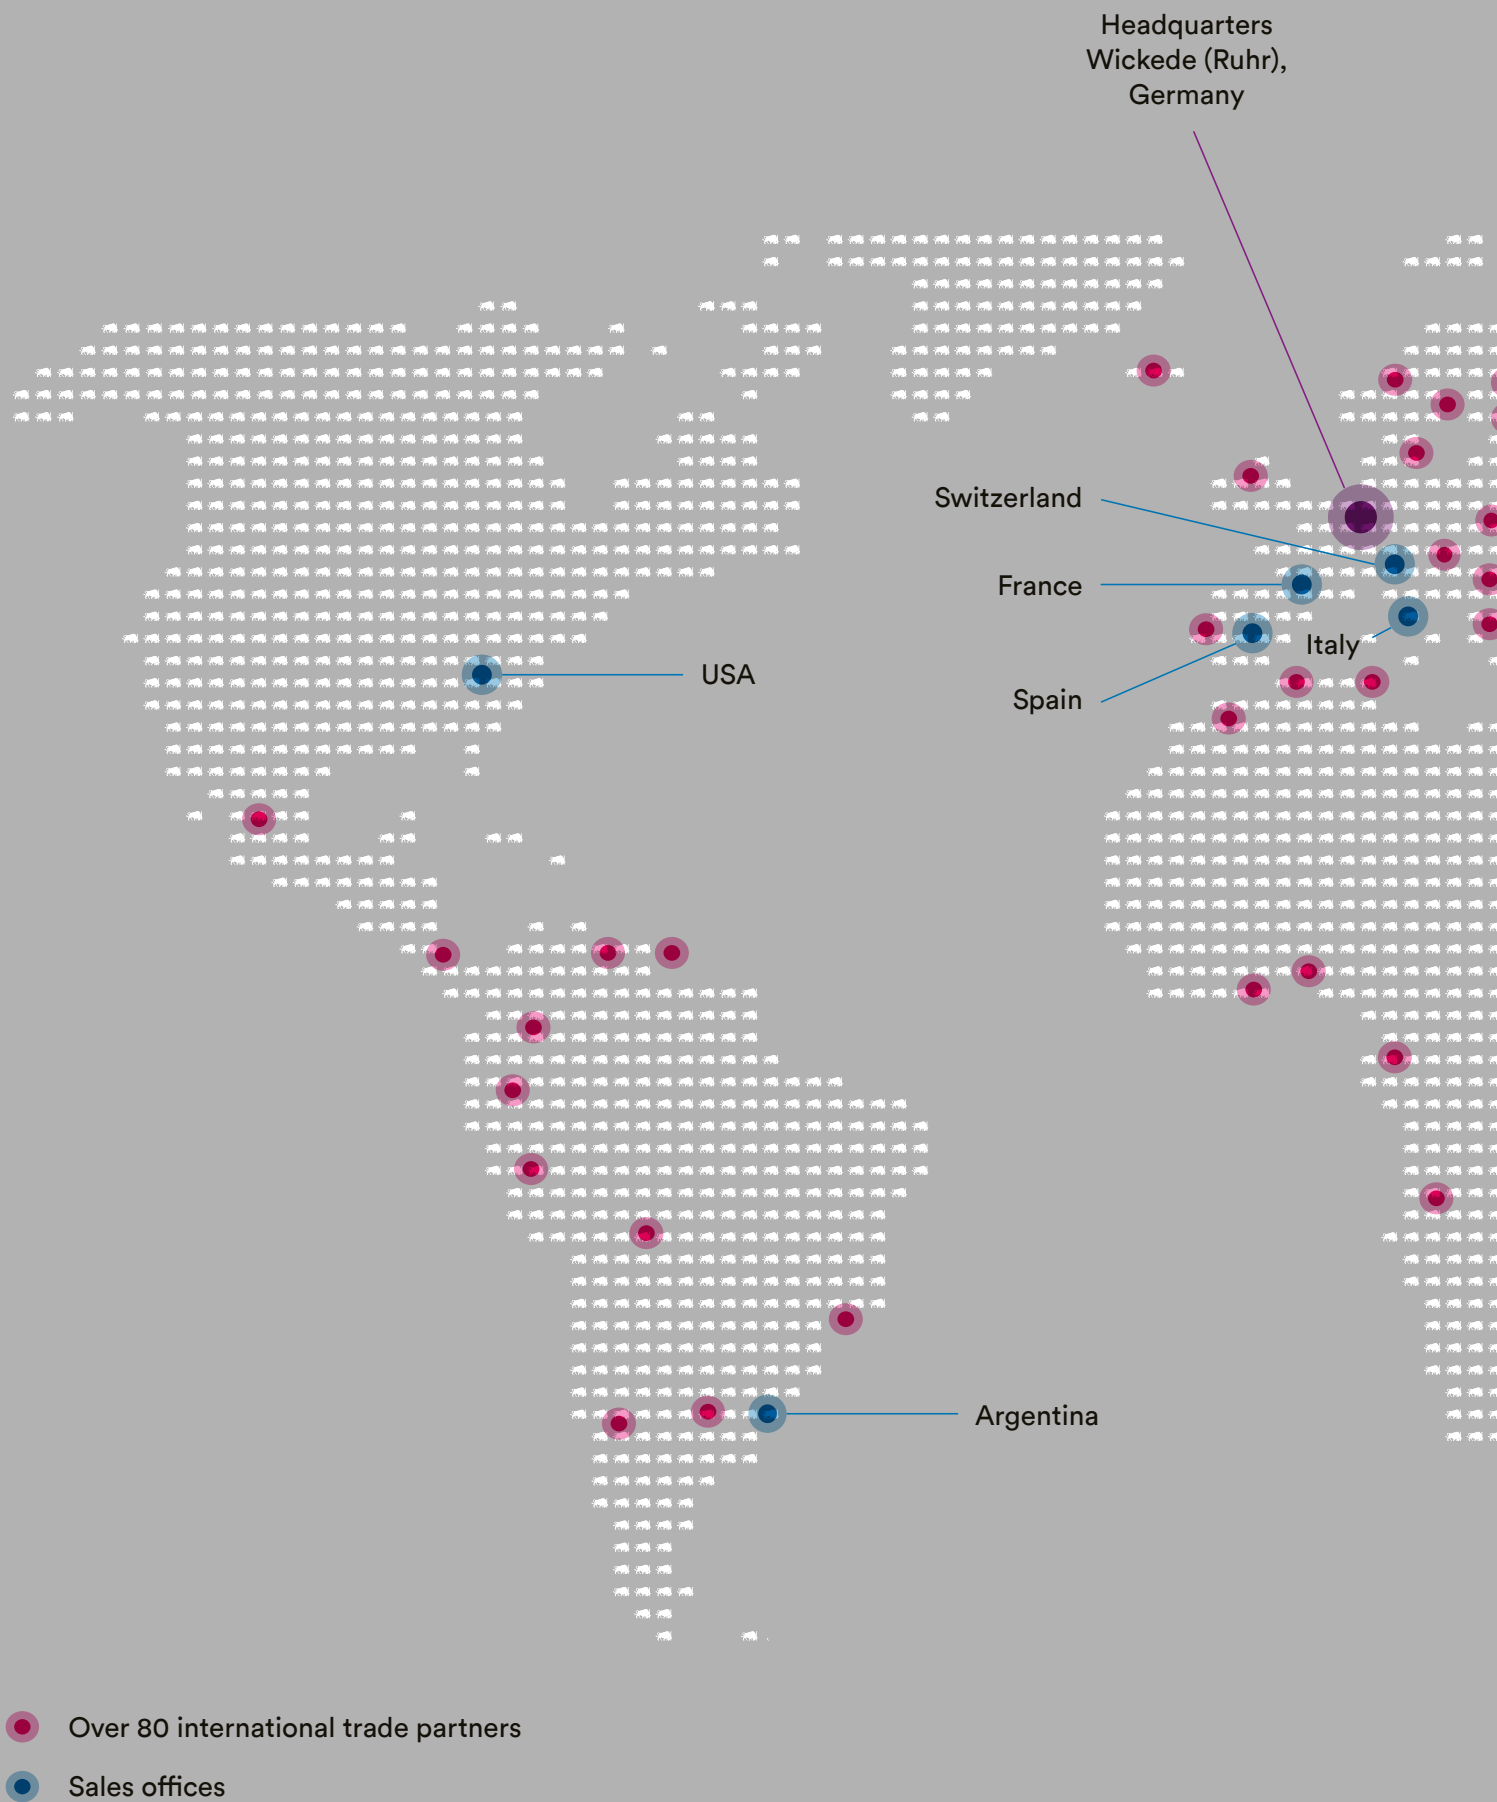 Headquarters
Wickede (Ruhr),
Germany
Switzerland
France
Italy
USA
Spain
Argentina
Over 80 international trade partners
Sales offices